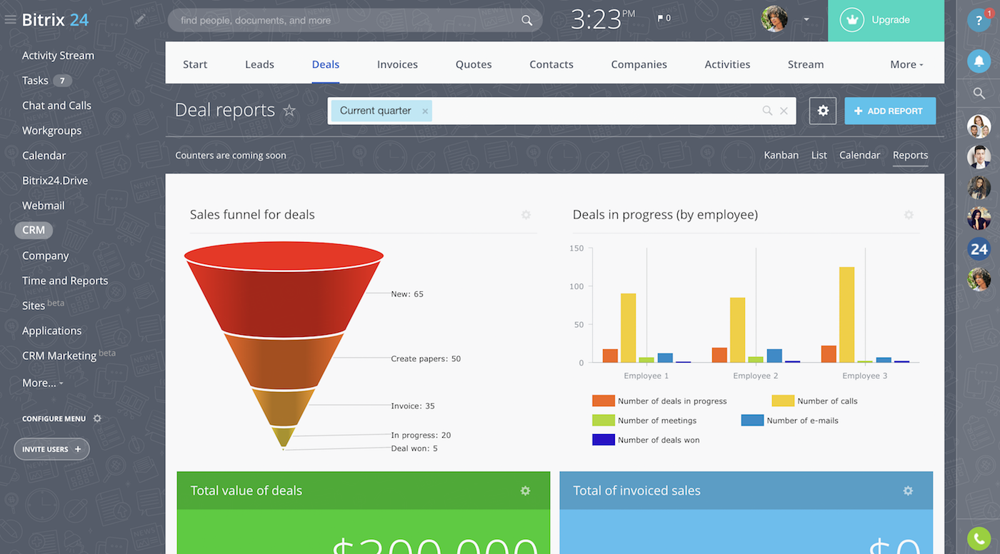 Bitrix 24
find people, documents, and more
3:23 PM
0
Upgrade
?
1
Activity Stream
Tasks 7
Chat and Calls
Workgroups
Calendar
Bitrix24.Drive
Webmail
CRM
Company
Time and Reports
Sites beta
Applications
CRM Marketing beta
More...
CONFIGURE MENU
INVITE USERS +
Start Leads Deals Invoices Quotes Contacts Companies Activities Stream More
Deal reports
Current quarter ×
+ ADD REPORT
Counters are coming soon
Kanban List Calendar Reports
Sales funnel for deals
New: 65
Create papers: 50
Invoice: 35
In progress: 20
Deal won: 5
Deals in progress (by employee)
150
100
50
0
Employee 1 Employee 2 Employee 3
Number of deals in progress Number of calls
Number of meetings Number of e-mails
Number of deals won
Total value of deals
Total of invoiced sales
$0
24